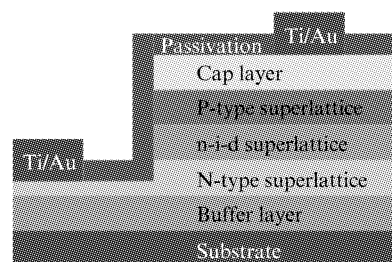 Ti/Au
Passivation
Cap layer
P-type superlattice
n-i-d superlattice
Ti/Au
N-type superlattice
Buffer layer
Substrate